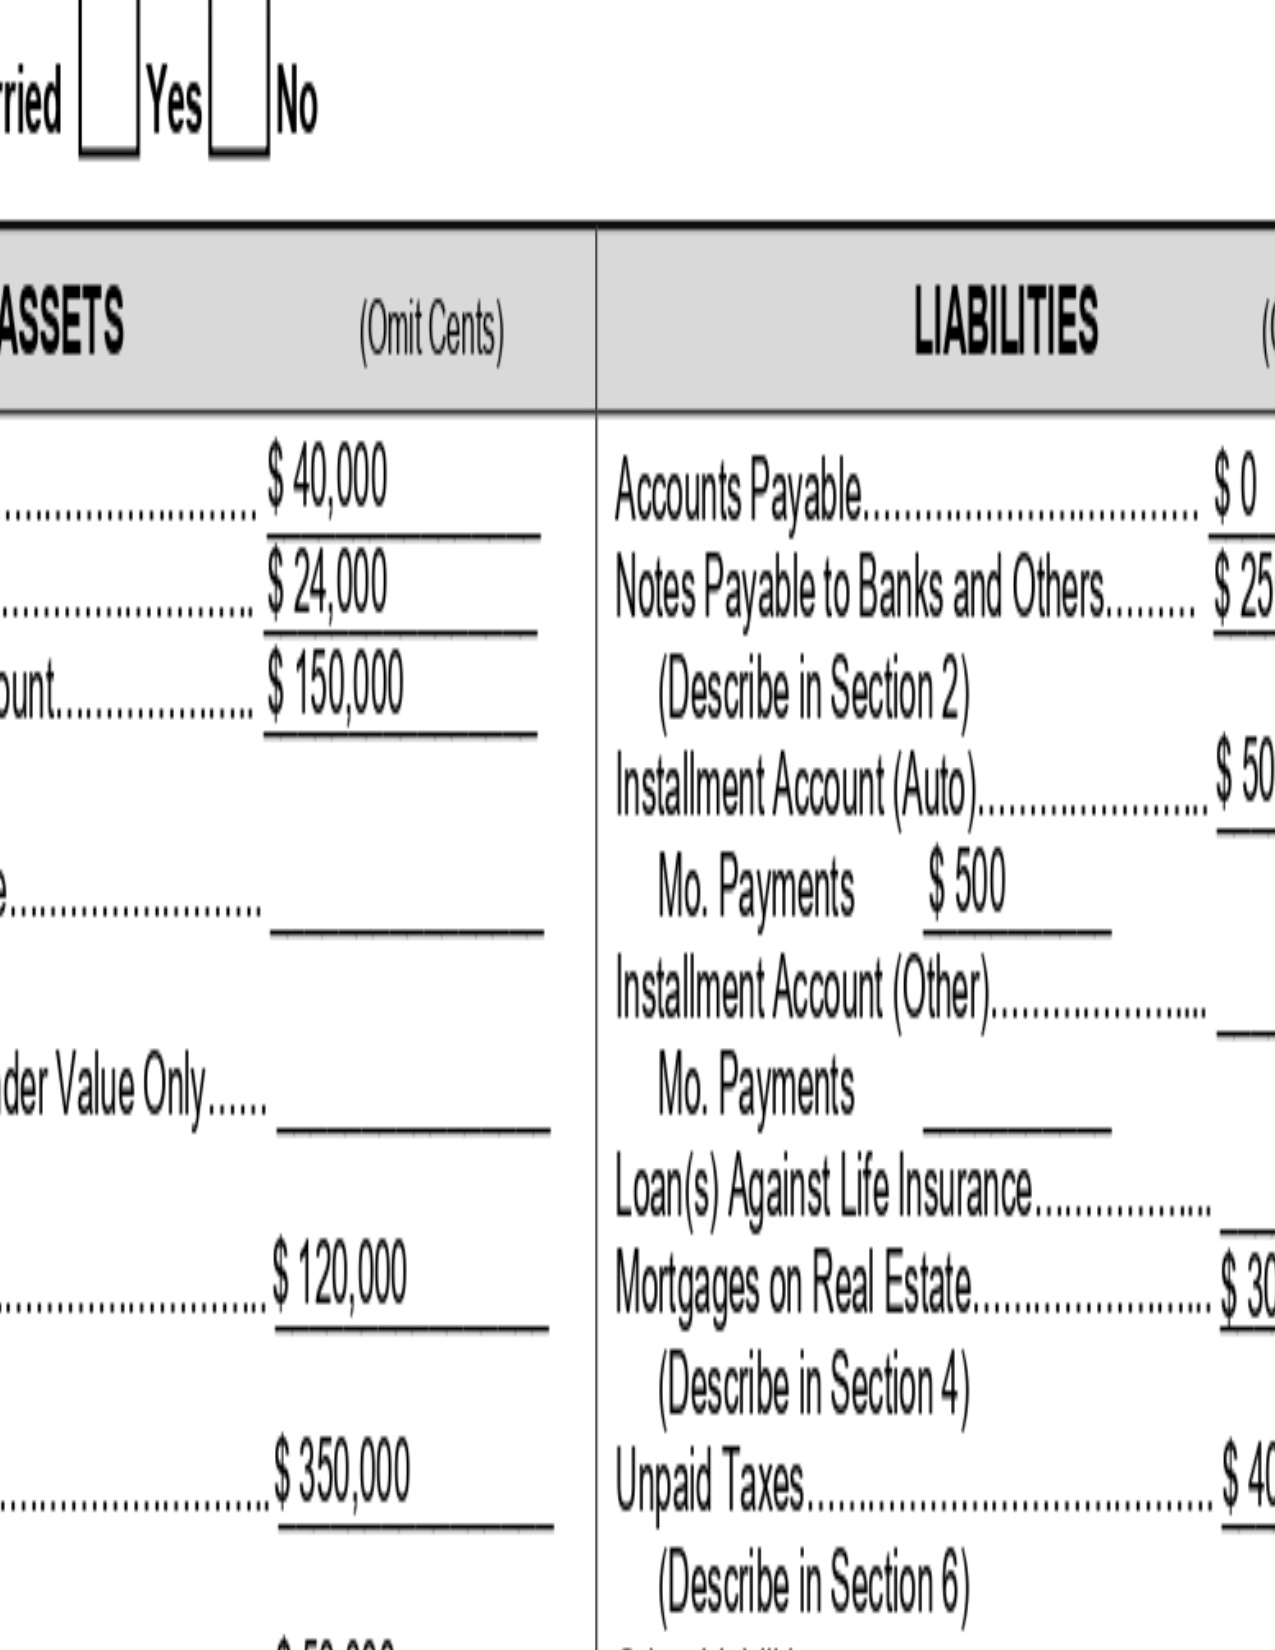 rried Yes No
ASSETS (Omit Cents)
LIABILITIES
$ 40,000
$ 24,000
ount................... $ 150,000
e.........................
nder Value Only......
$ 120,000
$ 350,000
Accounts Payable.................................. $ 0
Notes Payable to Banks and Others......... $ 25
(Describe in Section 2)
Installment Account (Auto)....................... $ 50
Mo. Payments $ 500
Installment Account (Other).....................
Mo. Payments
Loan(s) Against Life Insurance..................
Mortgages on Real Estate........................ $ 30
(Describe in Section 4)
Unpaid Taxes......................................... $ 40
(Describe in Section 6)